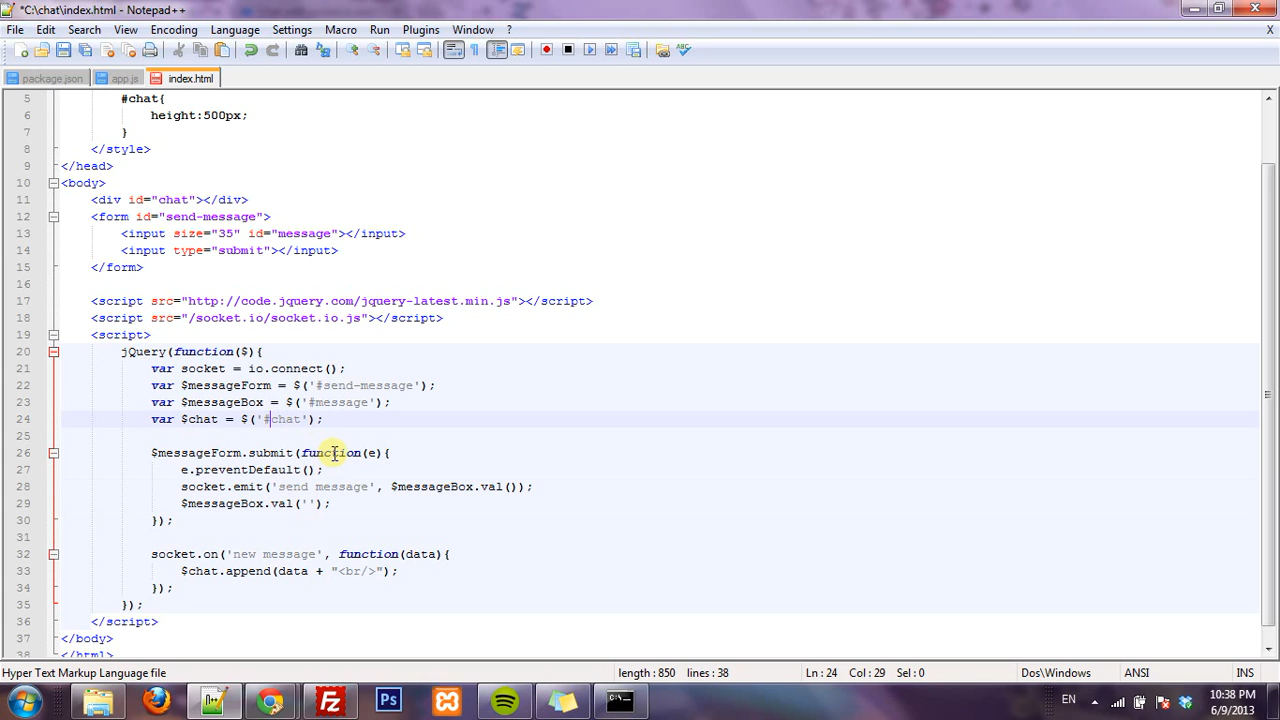 *C:\chat\index.html - Notepad++
File Edit Search View Encoding Language Settings Macro Run Plugins Window ? X
package.json app.js index.html
5 #chat{
6 height:500px;
7 }
8 </style>
9 </head>
10 <body>
11 <div id="chat"></div>
12 <form id="send-message">
13 <input size="35" id="message"></input>
14 <input type="submit"></input>
15 </form>
16
17 <script src="http://code.jquery.com/jquery-latest.min.js"></script>
18 <script src="/socket.io/socket.io.js"></script>
19 <script>
20 jQuery(function($){
21 var socket = io.connect();
22 var $messageForm = $('#send-message');
23 var $messageBox = $('#message');
24 var $chat = $('#chat');
25
26 $messageForm.submit(function(e){
27 e.preventDefault();
28 socket.emit('send message', $messageBox.val());
29 $messageBox.val('');
30 });
31
32 socket.on('new message', function(data){
33 $chat.append(data + "<br/>");
34 });
35 });
36 </script>
37 </body>
38 </html>
Hyper Text Markup Language file length : 850 lines : 38 Ln : 24 Col : 29 Sel : 0 Dos\Windows ANSI INS
EN 10:38 PM
6/9/2013